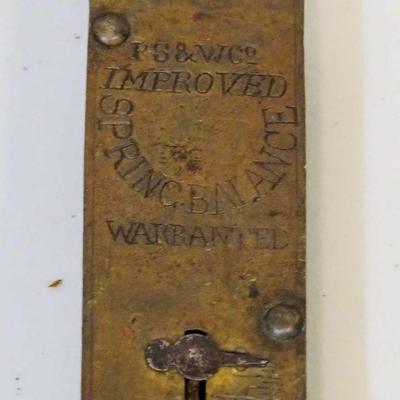 P S & W Co
IMPROVED
SPRING BALANCE
WARRANTED